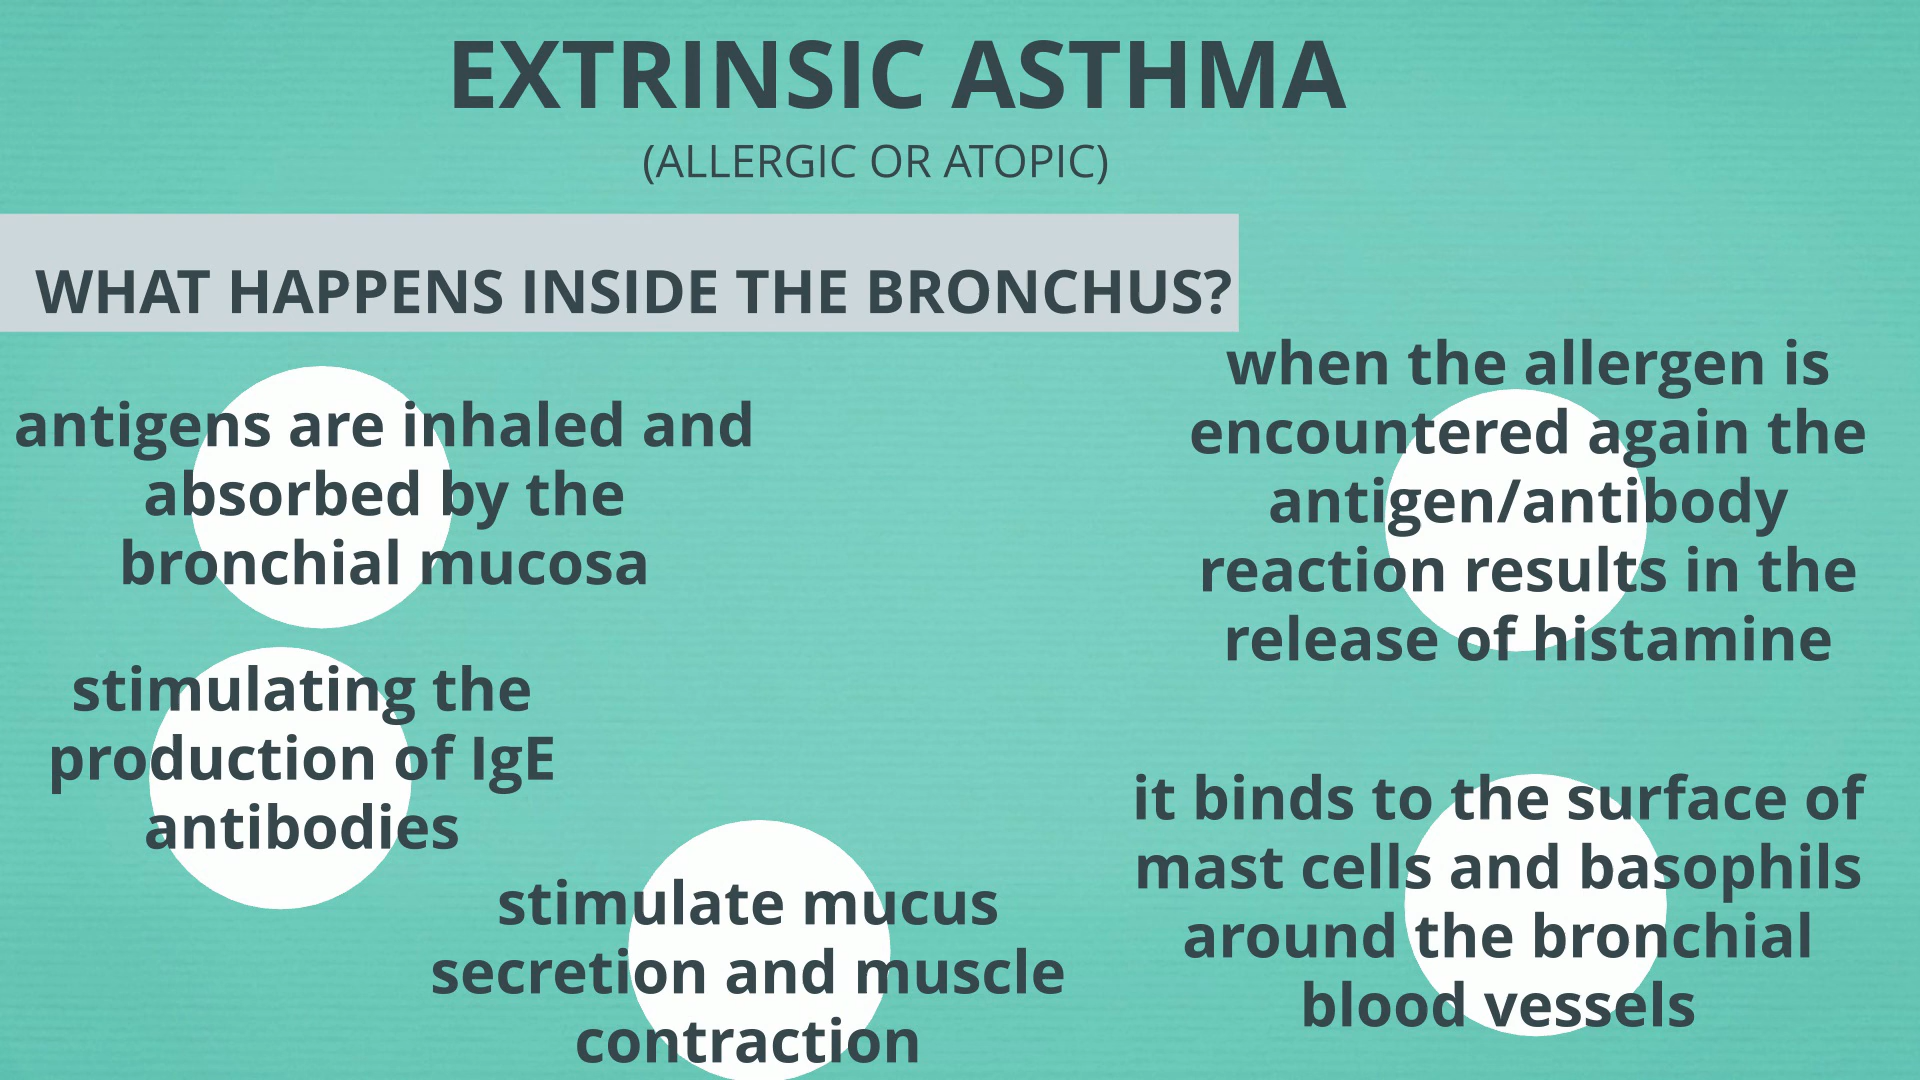 EXTRINSIC ASTHMA
(ALLERGIC OR ATOPIC)
WHAT HAPPENS INSIDE THE BRONCHUS?
antigens are inhaled and
absorbed by the
bronchial mucosa
stimulating the
production of IgE
antibodies
stimulate mucus
secretion and muscle
contraction
when the allergen is
encountered again the
antigen/antibody
reaction results in the
release of histamine
it binds to the surface of
mast cells and basophils
around the bronchial
blood vessels